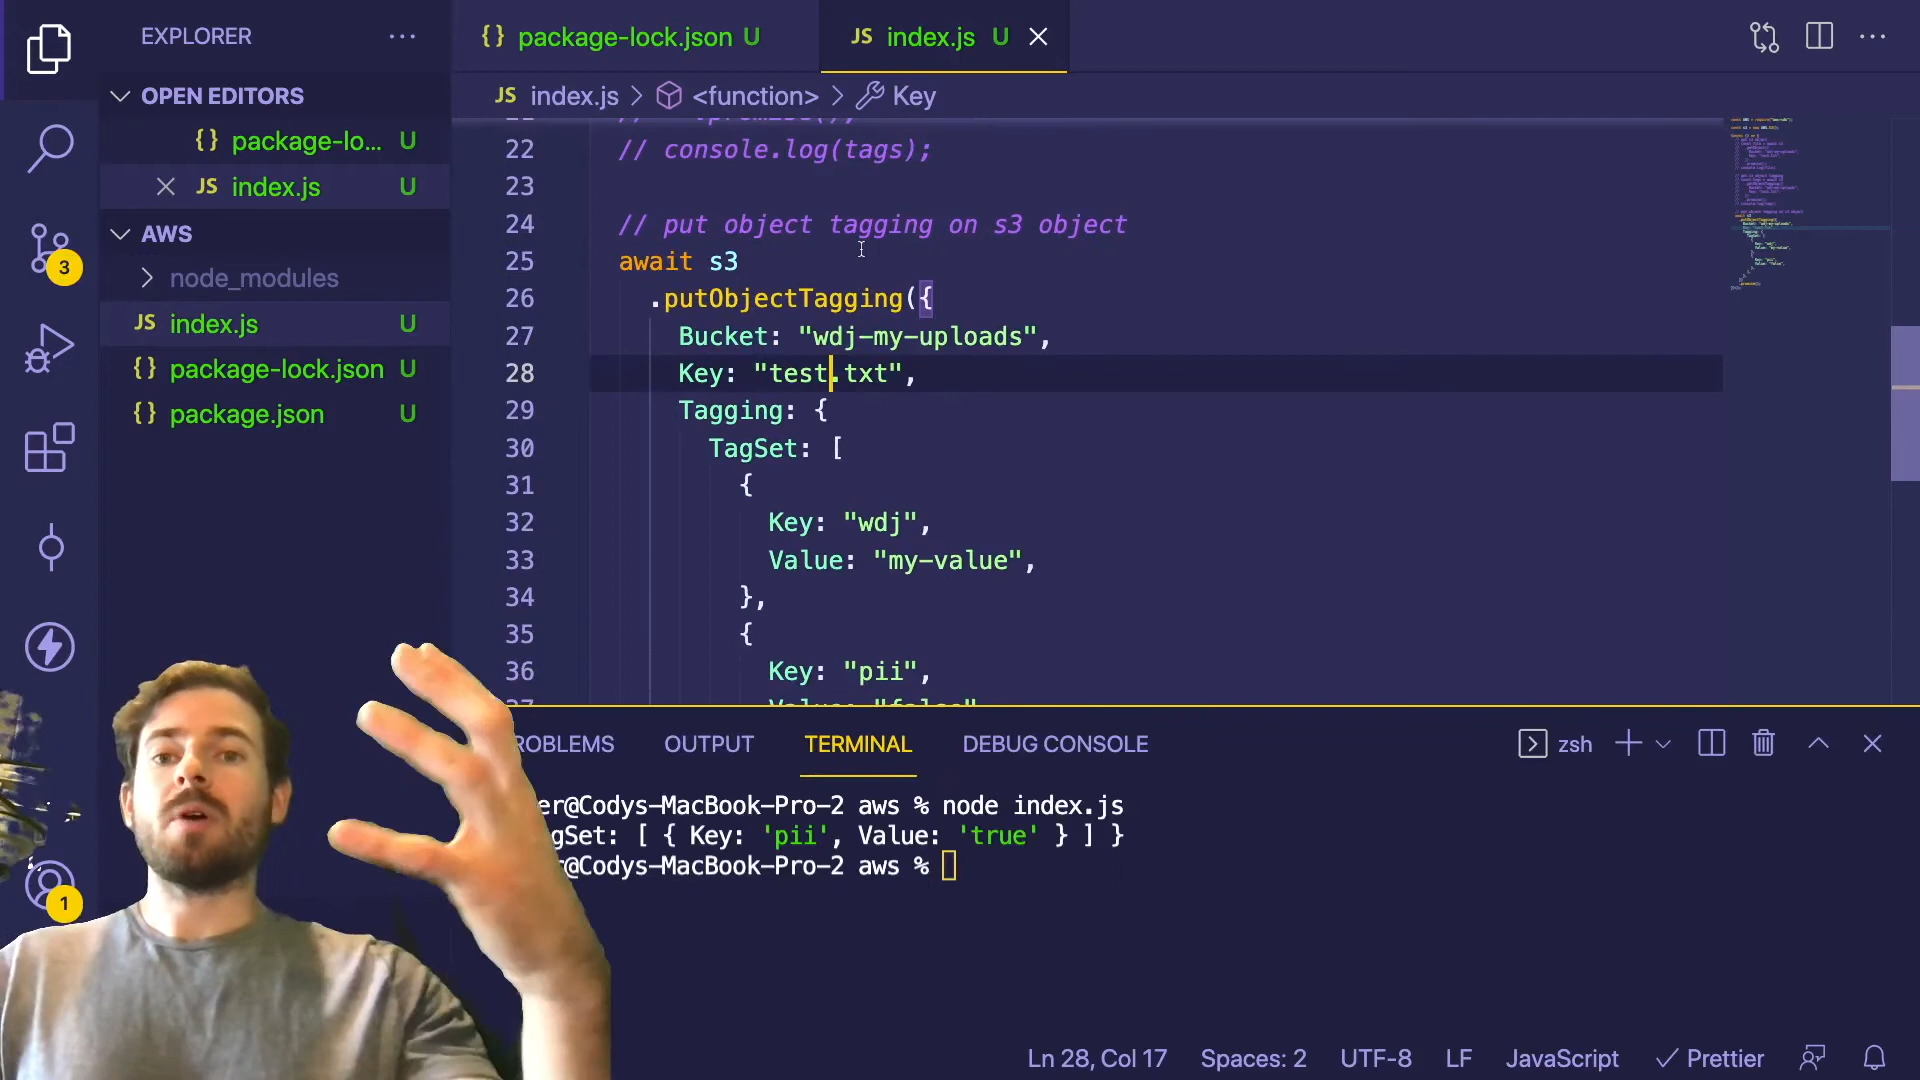 EXPLORER
{} package-lock.json U
JS index.js U
OPEN EDITORS
{} package-lo... U
JS index.js U
AWS
node_modules
JS index.js U
{} package-lock.json U
{} package.json U
3
1
JS index.js > <function> > Key
22 // console.log(tags);
23
24 // put object tagging on s3 object
25 await s3
26 .putObjectTagging({
27 Bucket: "wdj-my-uploads",
28 Key: "test.txt",
29 Tagging: {
30 TagSet: [
31 {
32 Key: "wdj",
33 Value: "my-value",
34 },
35 {
36 Key: "pii",
ROBLEMS OUTPUT TERMINAL DEBUG CONSOLE
zsh
er@Codys-MacBook-Pro-2 aws % node index.js
gSet: [ { Key: 'pii', Value: 'true' } ] }
r@Codys-MacBook-Pro-2 aws %
Ln 28, Col 17 Spaces: 2 UTF-8 LF JavaScript Prettier